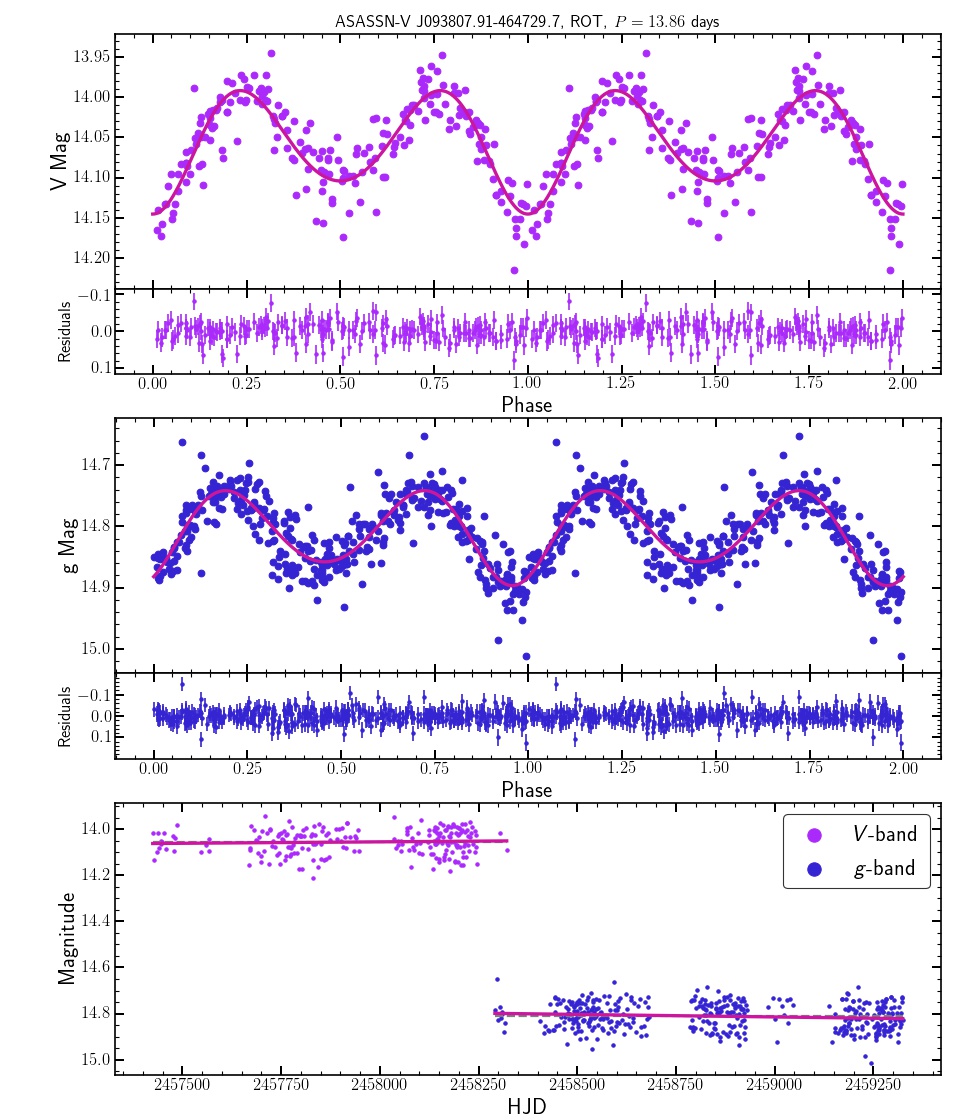 ASASSN-V J093807.91-464729.7, ROT, P = 13.86 days
13.95
14.00
14.05
14.10
14.15
14.20
V Mag
−0.1
0.0
0.1
Residuals
0.00 0.25 0.50 0.75 1.00 1.25 1.50 1.75 2.00
Phase
14.7
14.8
14.9
15.0
g Mag
−0.1
0.0
0.1
Residuals
0.00 0.25 0.50 0.75 1.00 1.25 1.50 1.75 2.00
Phase
14.0
14.2
14.4
14.6
14.8
15.0
Magnitude
V-band
g-band
2457500 2457750 2458000 2458250 2458500 2458750 2459000 2459250
HJD